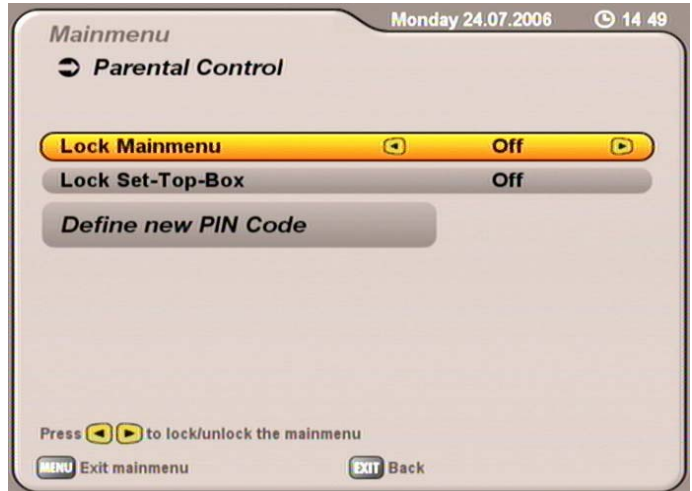 Monday 24.07.2006 14 49
Mainmenu
Parental Control
Lock Mainmenu Off
Lock Set-Top-Box Off
Define new PIN Code
Press to lock/unlock the mainmenu
MENU Exit mainmenu EXIT Back